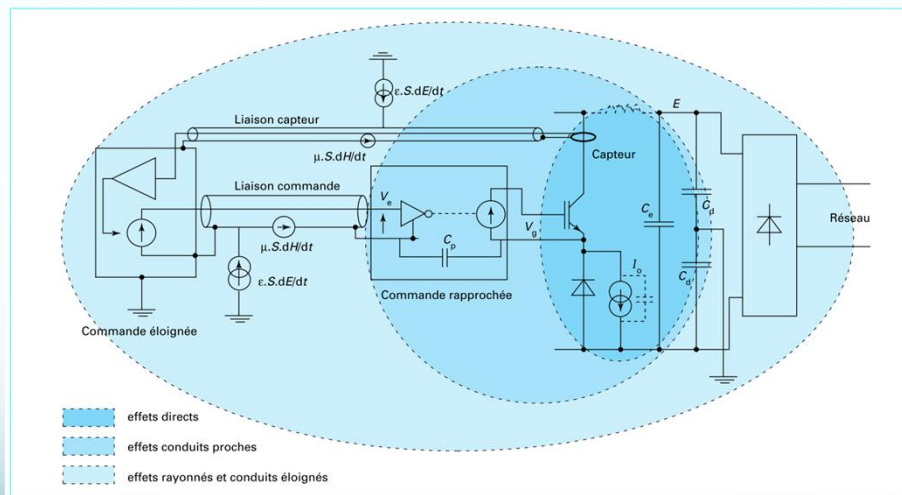 ε.S.dE/dt
Liaison capteur
μ.S.dH/dt
E
Capteur
Liaison commande
Ve
Cp
Vg
Ce
Cd
Réseau
μ.S.dH/dt
ε.S.dE/dt
Io
Cd
Commande rapprochée
Commande éloignée
effets directs
effets conduits proches
effets rayonnés et conduits éloignés